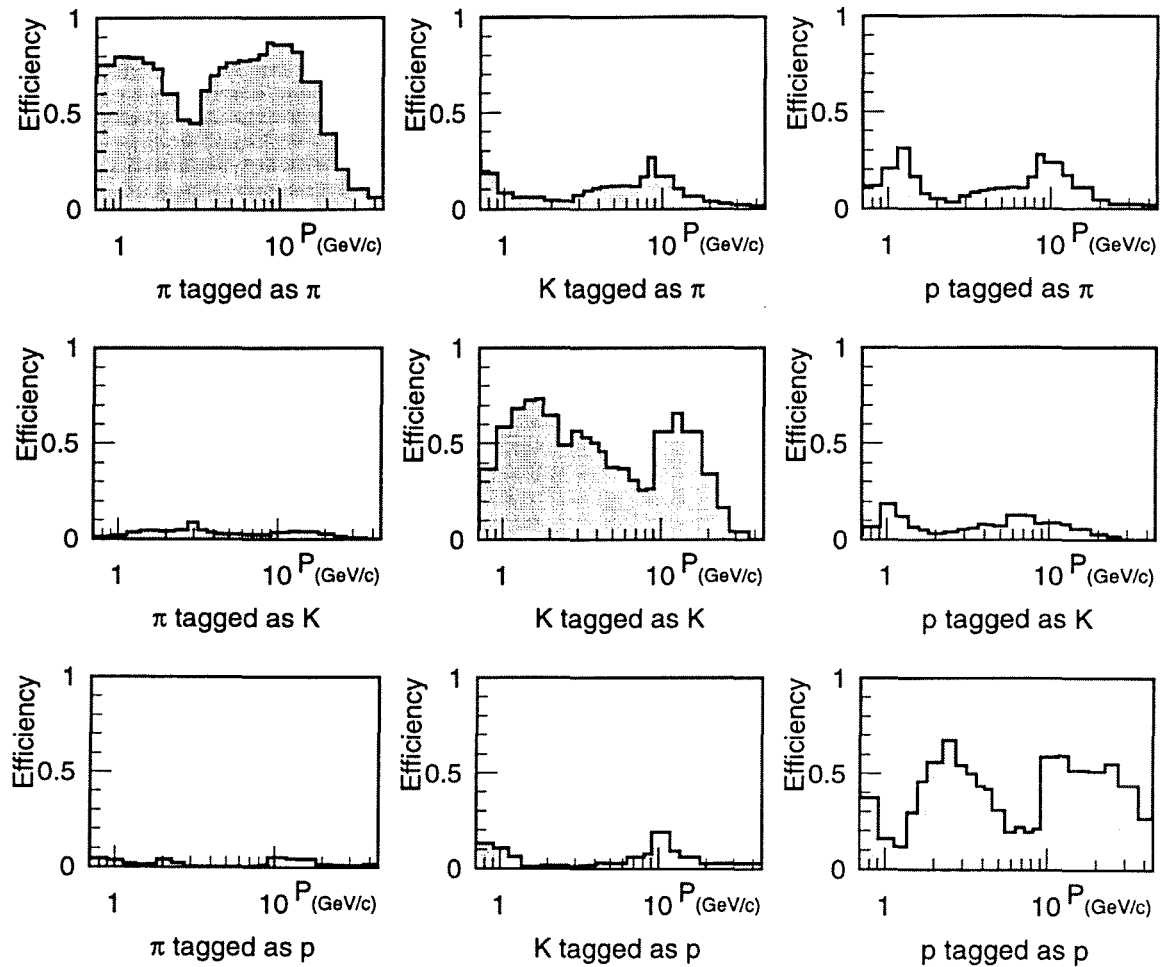 Efficiency
1
0.5
0
1
10
P (GeV/c)
π tagged as π
Efficiency
1
0.5
0
1
10
P (GeV/c)
K tagged as π
Efficiency
1
0.5
0
1
10
P (GeV/c)
p tagged as π
Efficiency
1
0.5
0
1
10
P (GeV/c)
π tagged as K
Efficiency
1
0.5
0
1
10
P (GeV/c)
K tagged as K
Efficiency
1
0.5
0
1
10
P (GeV/c)
p tagged as K
Efficiency
1
0.5
0
1
10
P (GeV/c)
π tagged as p
Efficiency
1
0.5
0
1
10
P (GeV/c)
K tagged as p
Efficiency
1
0.5
0
1
10
P (GeV/c)
p tagged as p